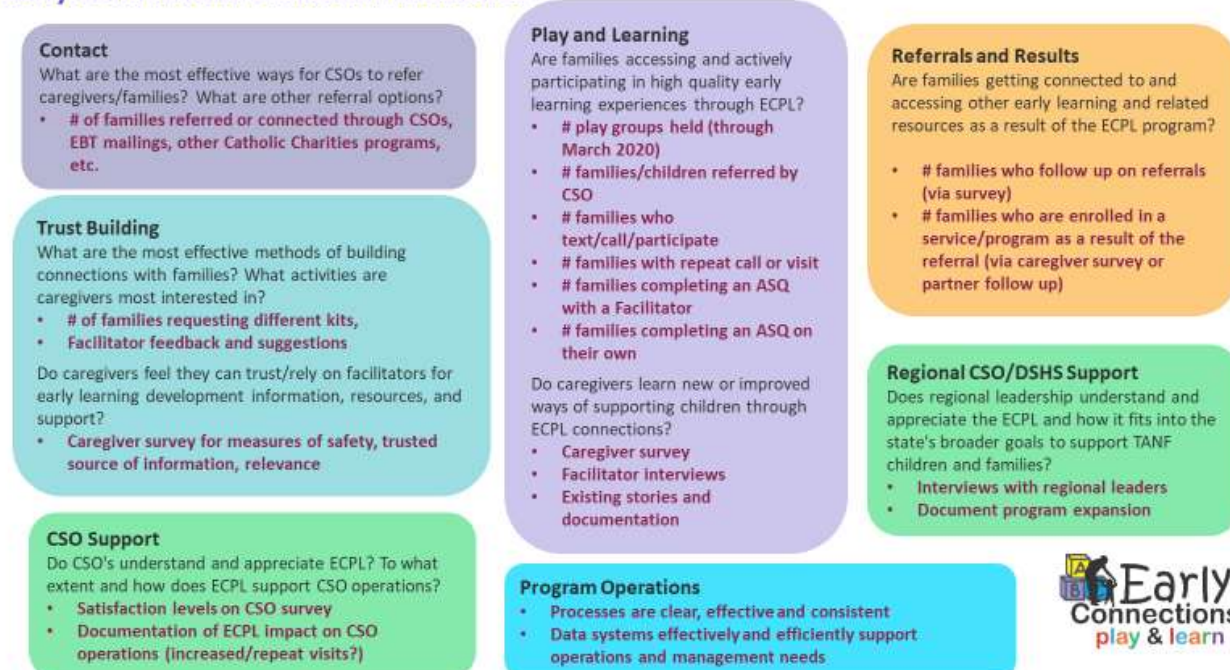 Contact
What are the most effective ways for CSOs to refer
caregivers/families? What are other referral options?
• # of families referred or connected through CSOs,
EBT mailings, other Catholic Charities programs,
etc.
Trust Building
What are the most effective methods of building
connections with families? What activities are
caregivers most interested in?
• # of families requesting different kits,
• Facilitator feedback and suggestions
Do caregivers feel they can trust/rely on facilitators for
early learning development information, resources, and
support?
• Caregiver survey for measures of safety, trusted
source of information, relevance
CSO Support
Do CSO's understand and appreciate ECPL? To what
extent and how does ECPL support CSO operations?
• Satisfaction levels on CSO survey
• Documentation of ECPL impact on CSO
operations (increased/repeat visits?)
Play and Learning
Are families accessing and actively
participating in high quality early
learning experiences through ECPL?
• # play groups held (through
March 2020)
• # families/children referred by
CSO
• # families who
text/call/participate
• # families with repeat call or visit
• # families completing an ASQ
with a Facilitator
• # families completing an ASQ on
their own
Do caregivers learn new or improved
ways of supporting children through
ECPL connections?
• Caregiver survey
• Facilitator interviews
• Existing stories and
documentation
Program Operations
• Processes are clear, effective and consistent
• Data systems effectively and efficiently support
operations and management needs
Referrals and Results
Are families getting connected to and
accessing other early learning and related
resources as a result of the ECPL program?
• # families who follow up on referrals
(via survey)
• # families who are enrolled in a
service/program as a result of the
referral (via caregiver survey or
partner follow up)
Regional CSO/DSHS Support
Does regional leadership understand and
appreciate the ECPL and how it fits into the
state's broader goals to support TANF
children and families?
• Interviews with regional leaders
• Document program expansion
A
B
Early
Connections
play & learn